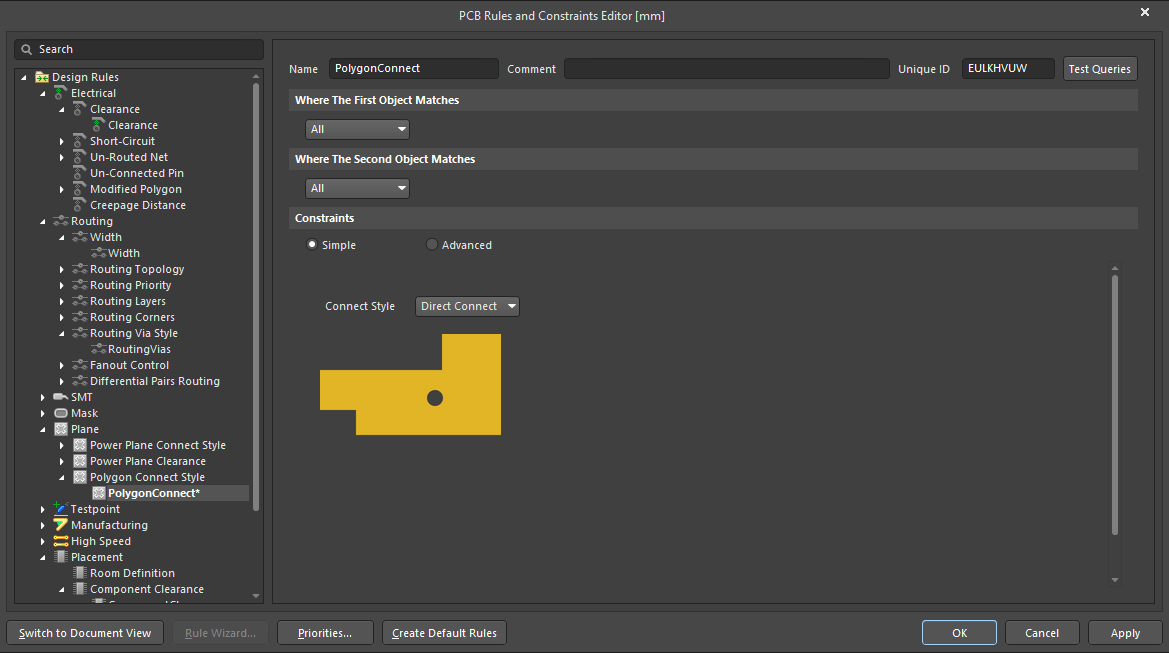 PCB Rules and Constraints Editor [mm]
Search
Design Rules
Electrical
Clearance
Clearance
Short-Circuit
Un-Routed Net
Un-Connected Pin
Modified Polygon
Creepage Distance
Routing
Width
Width
Routing Topology
Routing Priority
Routing Layers
Routing Corners
Routing Via Style
RoutingVias
Fanout Control
Differential Pairs Routing
SMT
Mask
Plane
Power Plane Connect Style
Power Plane Clearance
Polygon Connect Style
PolygonConnect*
Testpoint
Manufacturing
High Speed
Placement
Room Definition
Component Clearance
Name PolygonConnect Comment Unique ID EULKHVUW Test Queries
Where The First Object Matches
All
Where The Second Object Matches
All
Constraints
Simple Advanced
Connect Style Direct Connect
Switch to Document View Rule Wizard... Priorities... Create Default Rules OK Cancel Apply